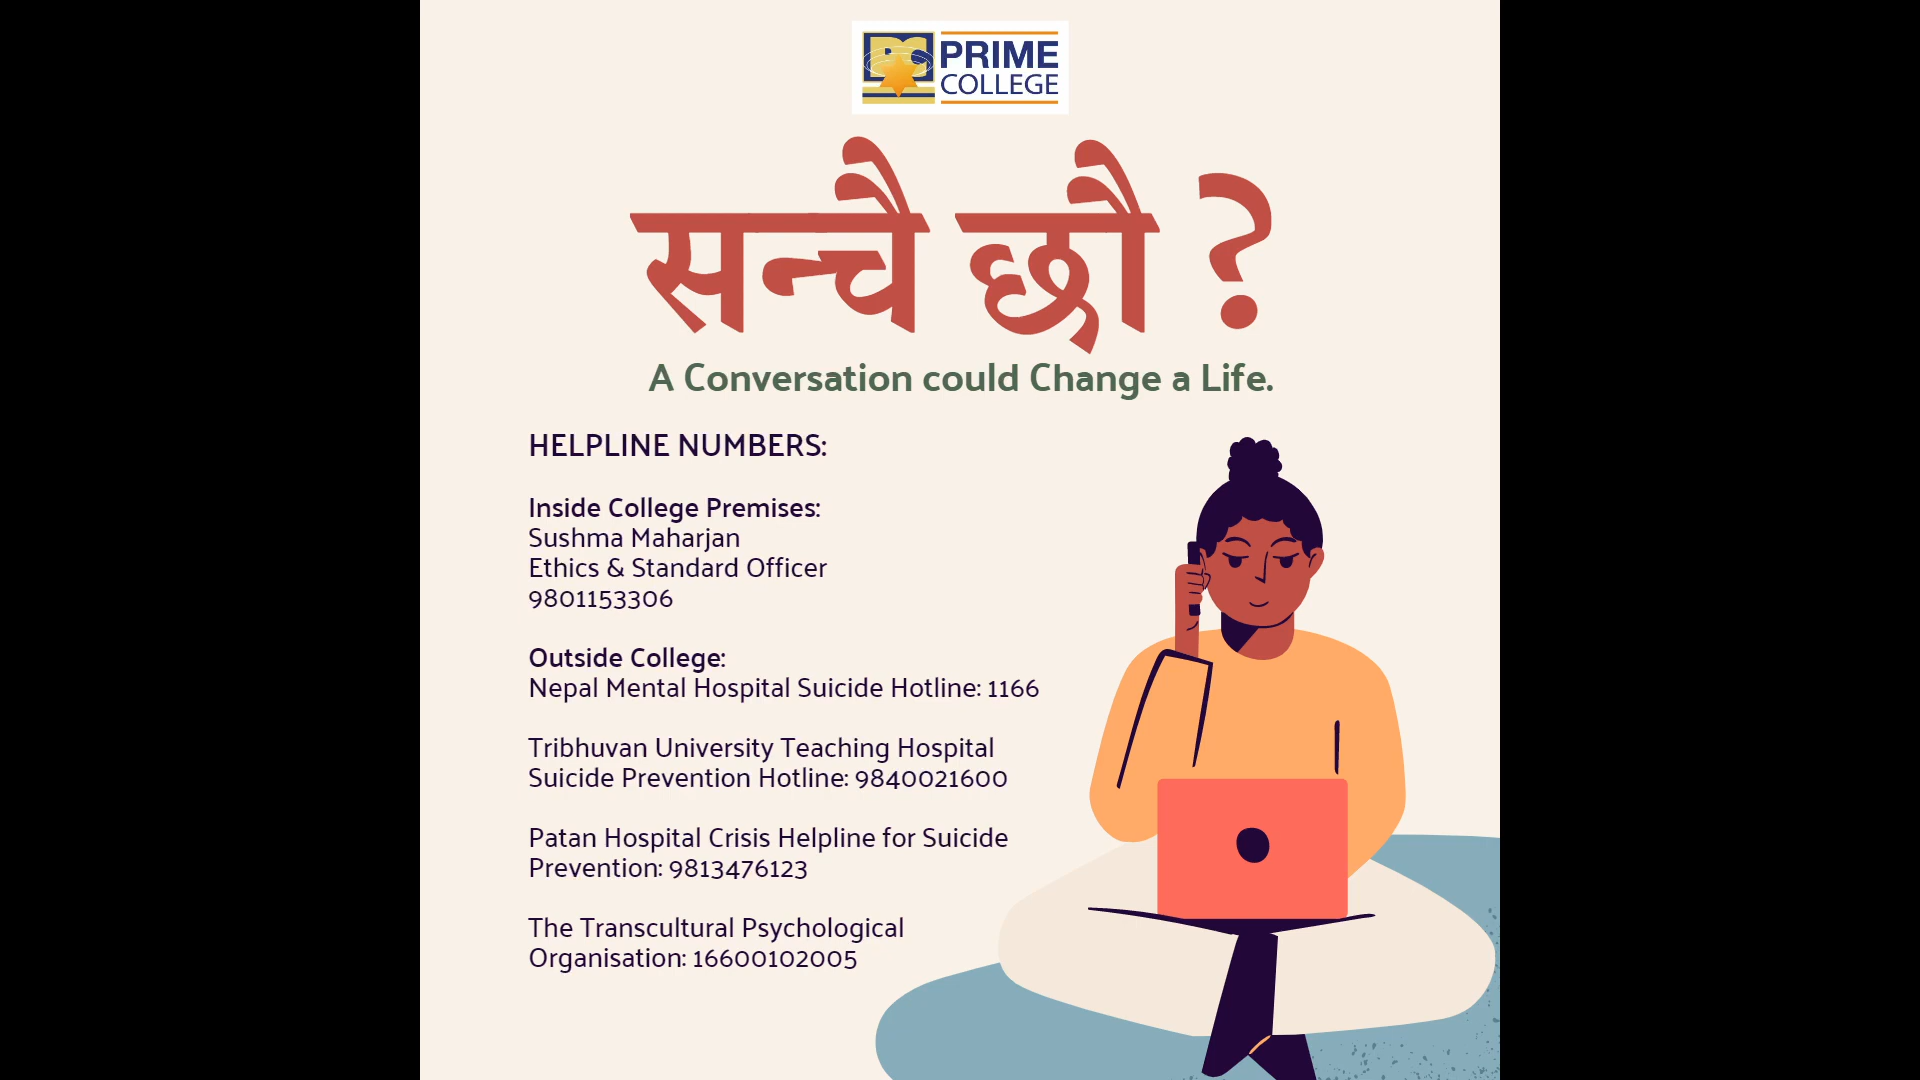 PRIME
COLLEGE
सन्चै छौ ?
A Conversation could Change a Life.
HELPLINE NUMBERS:
Inside College Premises:
Sushma Maharjan
Ethics & Standard Officer
9801153306
Outside College:
Nepal Mental Hospital Suicide Hotline: 1166
Tribhuvan University Teaching Hospital
Suicide Prevention Hotline: 9840021600
Patan Hospital Crisis Helpline for Suicide
Prevention: 9813476123
The Transcultural Psychological
Organisation: 16600102005